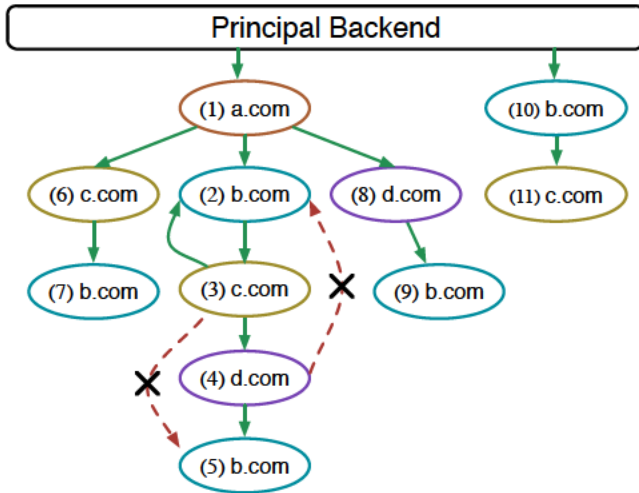 Principal Backend
(1) a.com
(10) b.com
(6) c.com
(2) b.com
(8) d.com
(11) c.com
(7) b.com
(3) c.com
(9) b.com
(4) d.com
(5) b.com